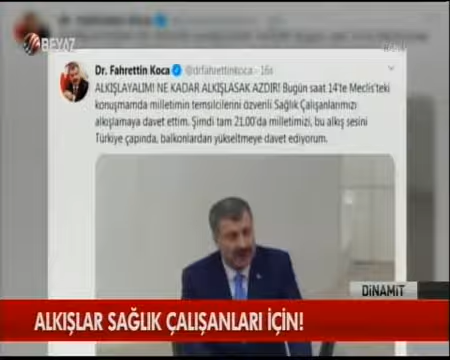 BEYAZ
CANLI
Dr. Fahrettin Koca @drfahrettinkoca · 16s
ALKIŞLAYALIM! NE KADAR ALKIŞLASAK AZDIR! Bugün saat 14'te Meclis'teki
konuşmamda milletimin temsilcilerini özverili Sağlık Çalışanlarımızı
alkışlamaya davet ettim. Şimdi tam 21.00'da milletimizi, bu alkış sesini
Türkiye çapında, balkonlardan yükseltmeye davet ediyorum.
DİNAMİT
ALKIŞLAR SAĞLIK ÇALIŞANLARI İÇİN!